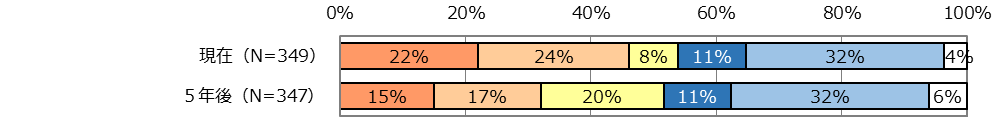 0% 20% 40% 60% 80% 100%
現在（N=349） 22% 24% 8% 11% 32% 4%
５年後（N=347） 15% 17% 20% 11% 32% 6%